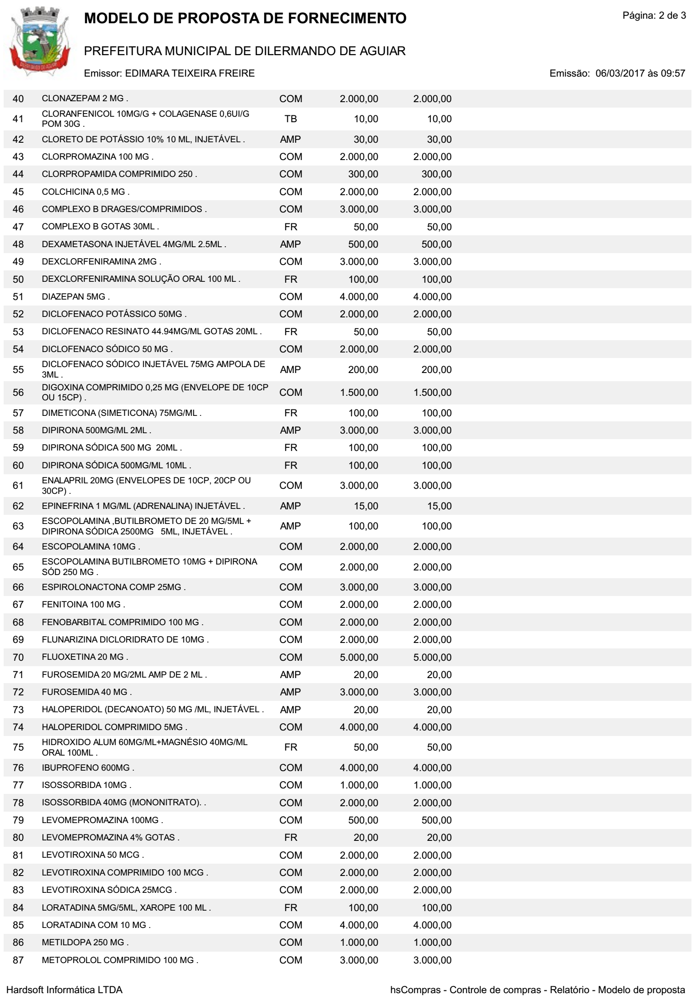 MODELO DE PROPOSTA DE FORNECIMENTO
Página: 2 de 3
PREFEITURA MUNICIPAL DE DILERMANDO DE AGUIAR
Emissor: EDIMARA TEIXEIRA FREIRE
Emissão: 06/03/2017 às 09:57
DILERMANDO DE AGUIAR
40 CLONAZEPAM 2 MG . COM 2.000,00 2.000,00
41 CLORANFENICOL 10MG/G + COLAGENASE 0,6UI/G
POM 30G . TB 10,00 10,00
42 CLORETO DE POTÁSSIO 10% 10 ML, INJETÁVEL . AMP 30,00 30,00
43 CLORPROMAZINA 100 MG . COM 2.000,00 2.000,00
44 CLORPROPAMIDA COMPRIMIDO 250 . COM 300,00 300,00
45 COLCHICINA 0,5 MG . COM 2.000,00 2.000,00
46 COMPLEXO B DRAGES/COMPRIMIDOS . COM 3.000,00 3.000,00
47 COMPLEXO B GOTAS 30ML . FR 50,00 50,00
48 DEXAMETASONA INJETÁVEL 4MG/ML 2.5ML . AMP 500,00 500,00
49 DEXCLORFENIRAMINA 2MG . COM 3.000,00 3.000,00
50 DEXCLORFENIRAMINA SOLUÇÃO ORAL 100 ML . FR 100,00 100,00
51 DIAZEPAN 5MG . COM 4.000,00 4.000,00
52 DICLOFENACO POTÁSSICO 50MG . COM 2.000,00 2.000,00
53 DICLOFENACO RESINATO 44.94MG/ML GOTAS 20ML . FR 50,00 50,00
54 DICLOFENACO SÓDICO 50 MG . COM 2.000,00 2.000,00
55 DICLOFENACO SÓDICO INJETÁVEL 75MG AMPOLA DE
3ML . AMP 200,00 200,00
56 DIGOXINA COMPRIMIDO 0,25 MG (ENVELOPE DE 10CP
OU 15CP) . COM 1.500,00 1.500,00
57 DIMETICONA (SIMETICONA) 75MG/ML . FR 100,00 100,00
58 DIPIRONA 500MG/ML 2ML . AMP 3.000,00 3.000,00
59 DIPIRONA SÓDICA 500 MG 20ML . FR 100,00 100,00
60 DIPIRONA SÓDICA 500MG/ML 10ML . FR 100,00 100,00
61 ENALAPRIL 20MG (ENVELOPES DE 10CP, 20CP OU
30CP) . COM 3.000,00 3.000,00
62 EPINEFRINA 1 MG/ML (ADRENALINA) INJETÁVEL . AMP 15,00 15,00
63 ESCOPOLAMINA ,BUTILBROMETO DE 20 MG/5ML +
DIPIRONA SÓDICA 2500MG 5ML, INJETÁVEL . AMP 100,00 100,00
64 ESCOPOLAMINA 10MG . COM 2.000,00 2.000,00
65 ESCOPOLAMINA BUTILBROMETO 10MG + DIPIRONA
SÓD 250 MG . COM 2.000,00 2.000,00
66 ESPIROLONACTONA COMP 25MG . COM 3.000,00 3.000,00
67 FENITOINA 100 MG . COM 2.000,00 2.000,00
68 FENOBARBITAL COMPRIMIDO 100 MG . COM 2.000,00 2.000,00
69 FLUNARIZINA DICLORIDRATO DE 10MG . COM 2.000,00 2.000,00
70 FLUOXETINA 20 MG . COM 5.000,00 5.000,00
71 FUROSEMIDA 20 MG/2ML AMP DE 2 ML . AMP 20,00 20,00
72 FUROSEMIDA 40 MG . AMP 3.000,00 3.000,00
73 HALOPERIDOL (DECANOATO) 50 MG /ML, INJETÁVEL . AMP 20,00 20,00
74 HALOPERIDOL COMPRIMIDO 5MG . COM 4.000,00 4.000,00
75 HIDROXIDO ALUM 60MG/ML+MAGNÉSIO 40MG/ML
ORAL 100ML . FR 50,00 50,00
76 IBUPROFENO 600MG . COM 4.000,00 4.000,00
77 ISOSSORBIDA 10MG . COM 1.000,00 1.000,00
78 ISOSSORBIDA 40MG (MONONITRATO). . COM 2.000,00 2.000,00
79 LEVOMEPROMAZINA 100MG . COM 500,00 500,00
80 LEVOMEPROMAZINA 4% GOTAS . FR 20,00 20,00
81 LEVOTIROXINA 50 MCG . COM 2.000,00 2.000,00
82 LEVOTIROXINA COMPRIMIDO 100 MCG . COM 2.000,00 2.000,00
83 LEVOTIROXINA SÓDICA 25MCG . COM 2.000,00 2.000,00
84 LORATADINA 5MG/5ML, XAROPE 100 ML . FR 100,00 100,00
85 LORATADINA COM 10 MG . COM 4.000,00 4.000,00
86 METILDOPA 250 MG . COM 1.000,00 1.000,00
87 METOPROLOL COMPRIMIDO 100 MG . COM 3.000,00 3.000,00
Hardsoft Informática LTDA
hsCompras - Controle de compras - Relatório - Modelo de proposta